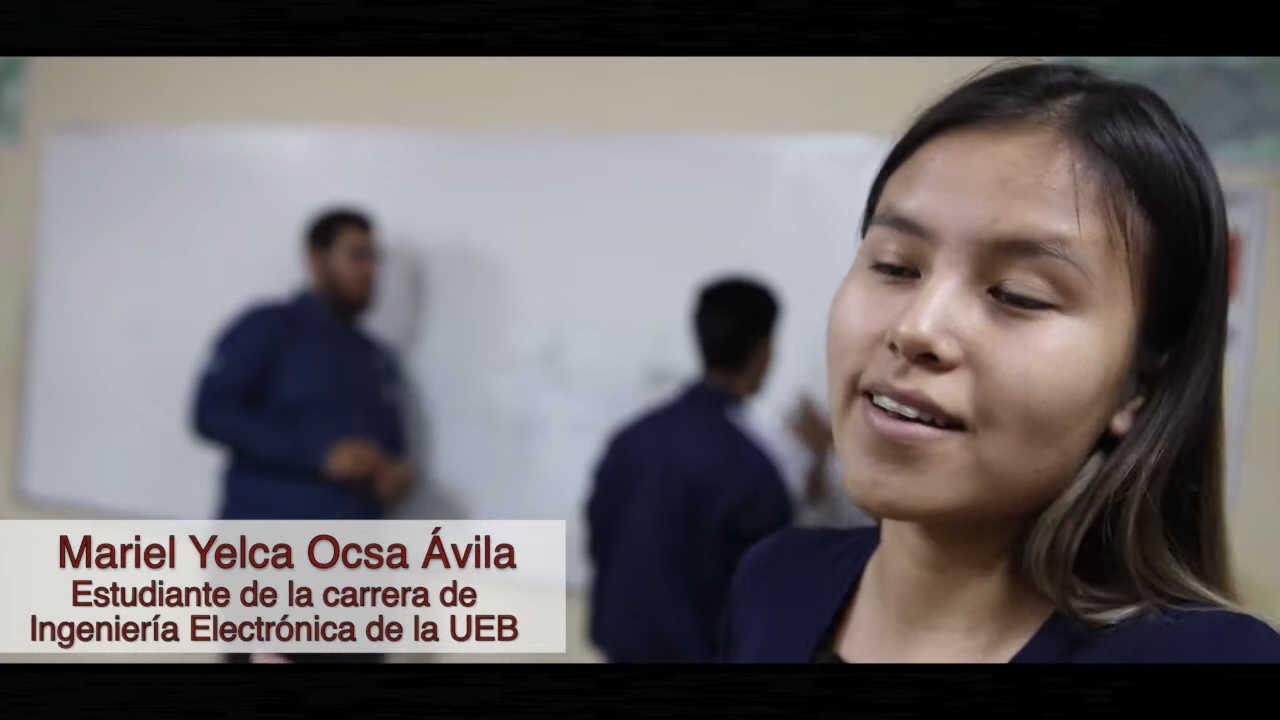 Mariel Yelca Ocsa Ávila
Estudiante de la carrera de
Ingeniería Electrónica de la UEB